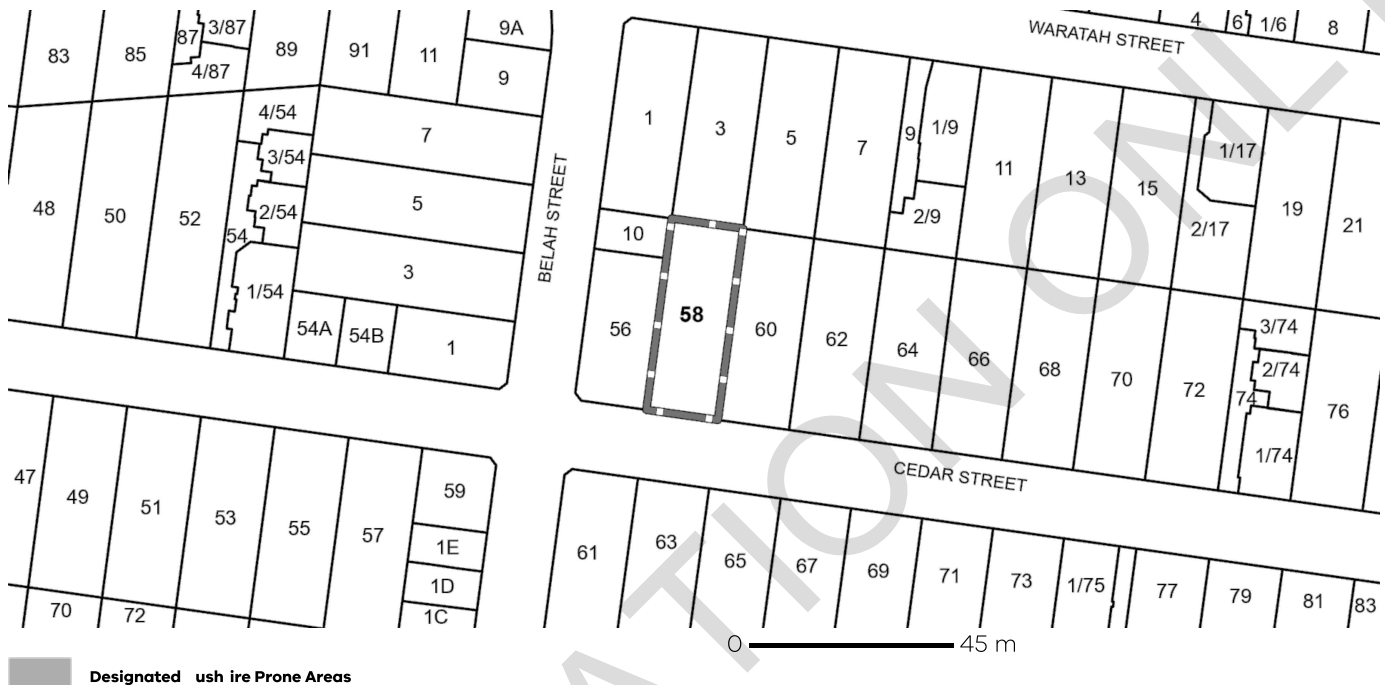 WARATAH STREET
4 6 1/6 8
3/87
87
83 85 4/87 89 91 11 9A
9
4/54
7
3/54
48 50 52 2/54 5
54
3
1/54
54A 54B 1
BELAH STREET
1 3 5 7 9 1/9 11 13 15 1/17 19 21
2/9 2/17
10
56 58 60 62 64 66 68 70 72 3/74
2/74
74 76
1/74
CEDAR STREET
47 49 51 53 55 57 59
1E
1D
1C
70 72
61 63 65 67 69 71 73 1/75 77 79 81 83
0 45 m
Designated ush ire Prone Areas
ATION ONL